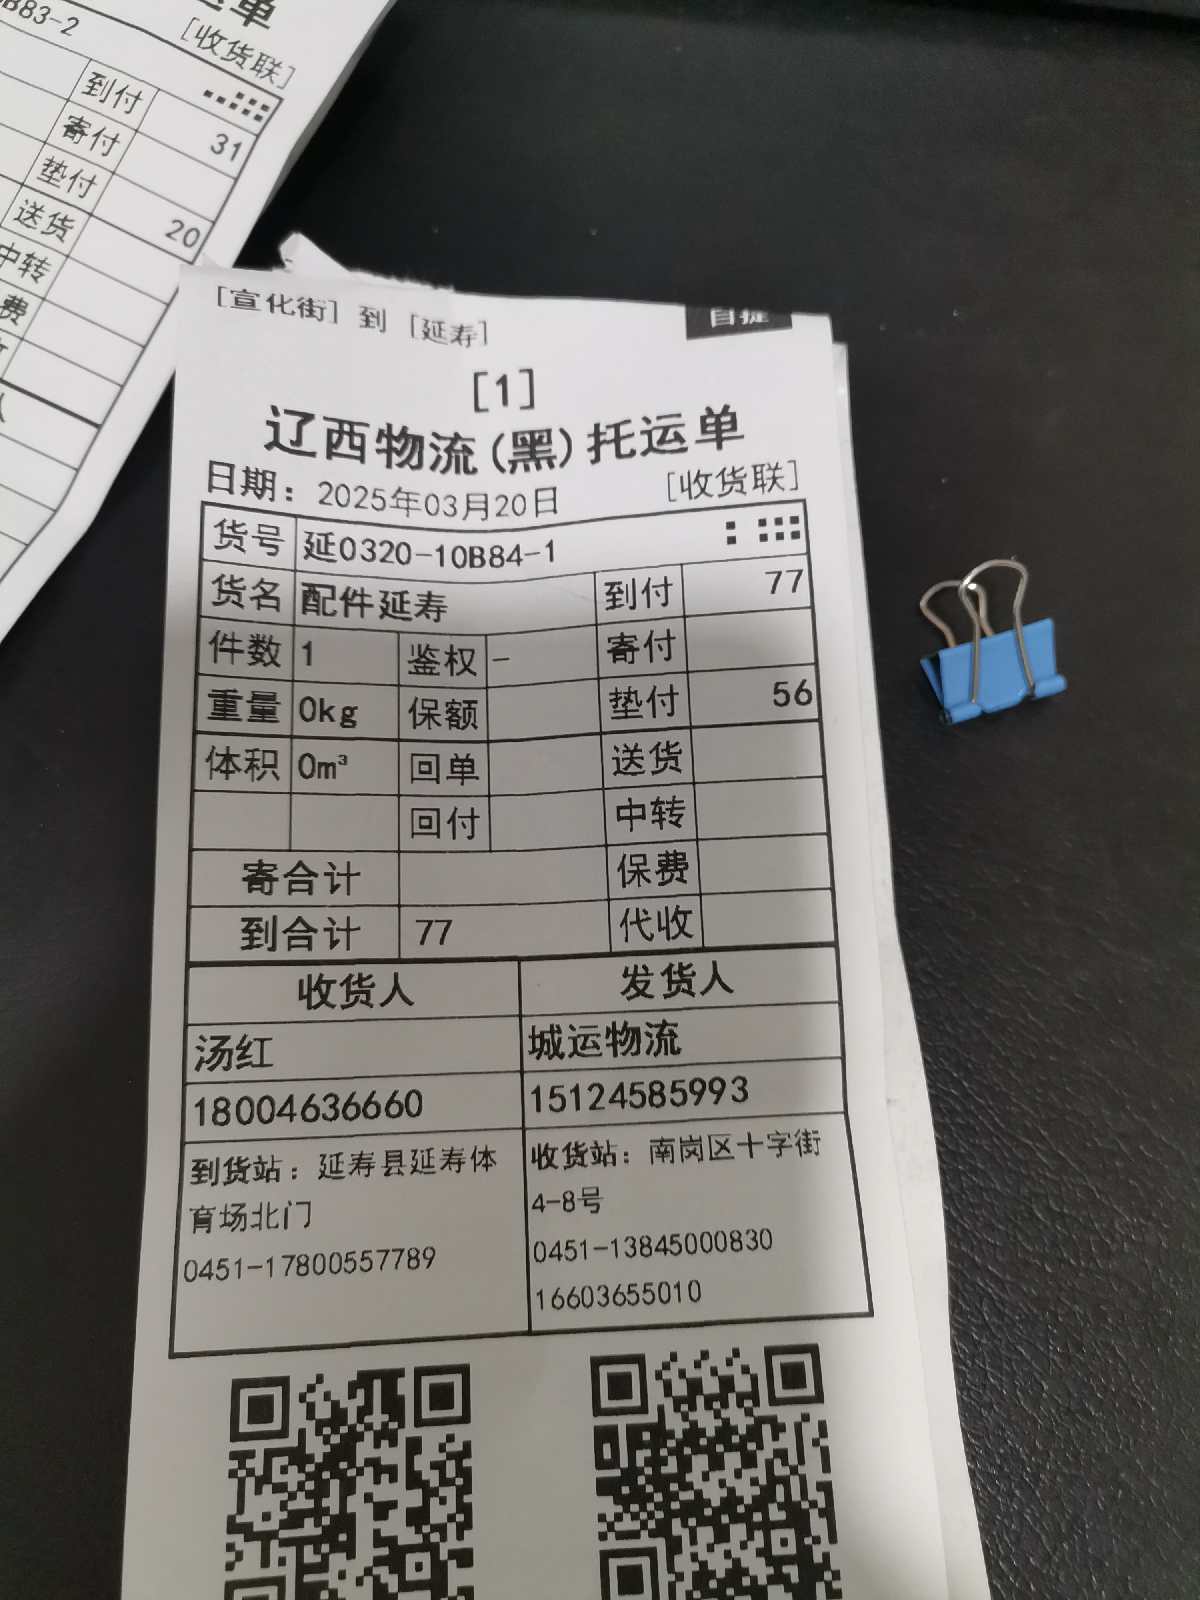 0B83-2
[收货联]
到付 31
寄付
垫付 20
送货
中转
费
[宣化街] 到 [延寿]
自提
[1]
辽西物流(黑)托运单
日期: 2025年03月20日 [收货联]
货号 延0320-10B84-1
货名 配件延寿 到付 77
件数 1 鉴权 - 寄付
重量 0kg 保额 垫付 56
体积 0m³ 回单 送货
回付 中转
寄合计 保费
到合计 77 代收
收货人 发货人
汤红 城运物流
18004636660 15124585993
到货站: 延寿县延寿体 收货站: 南岗区十字街
育场北门 4-8号
0451-17800557789 0451-13845000830
16603655010